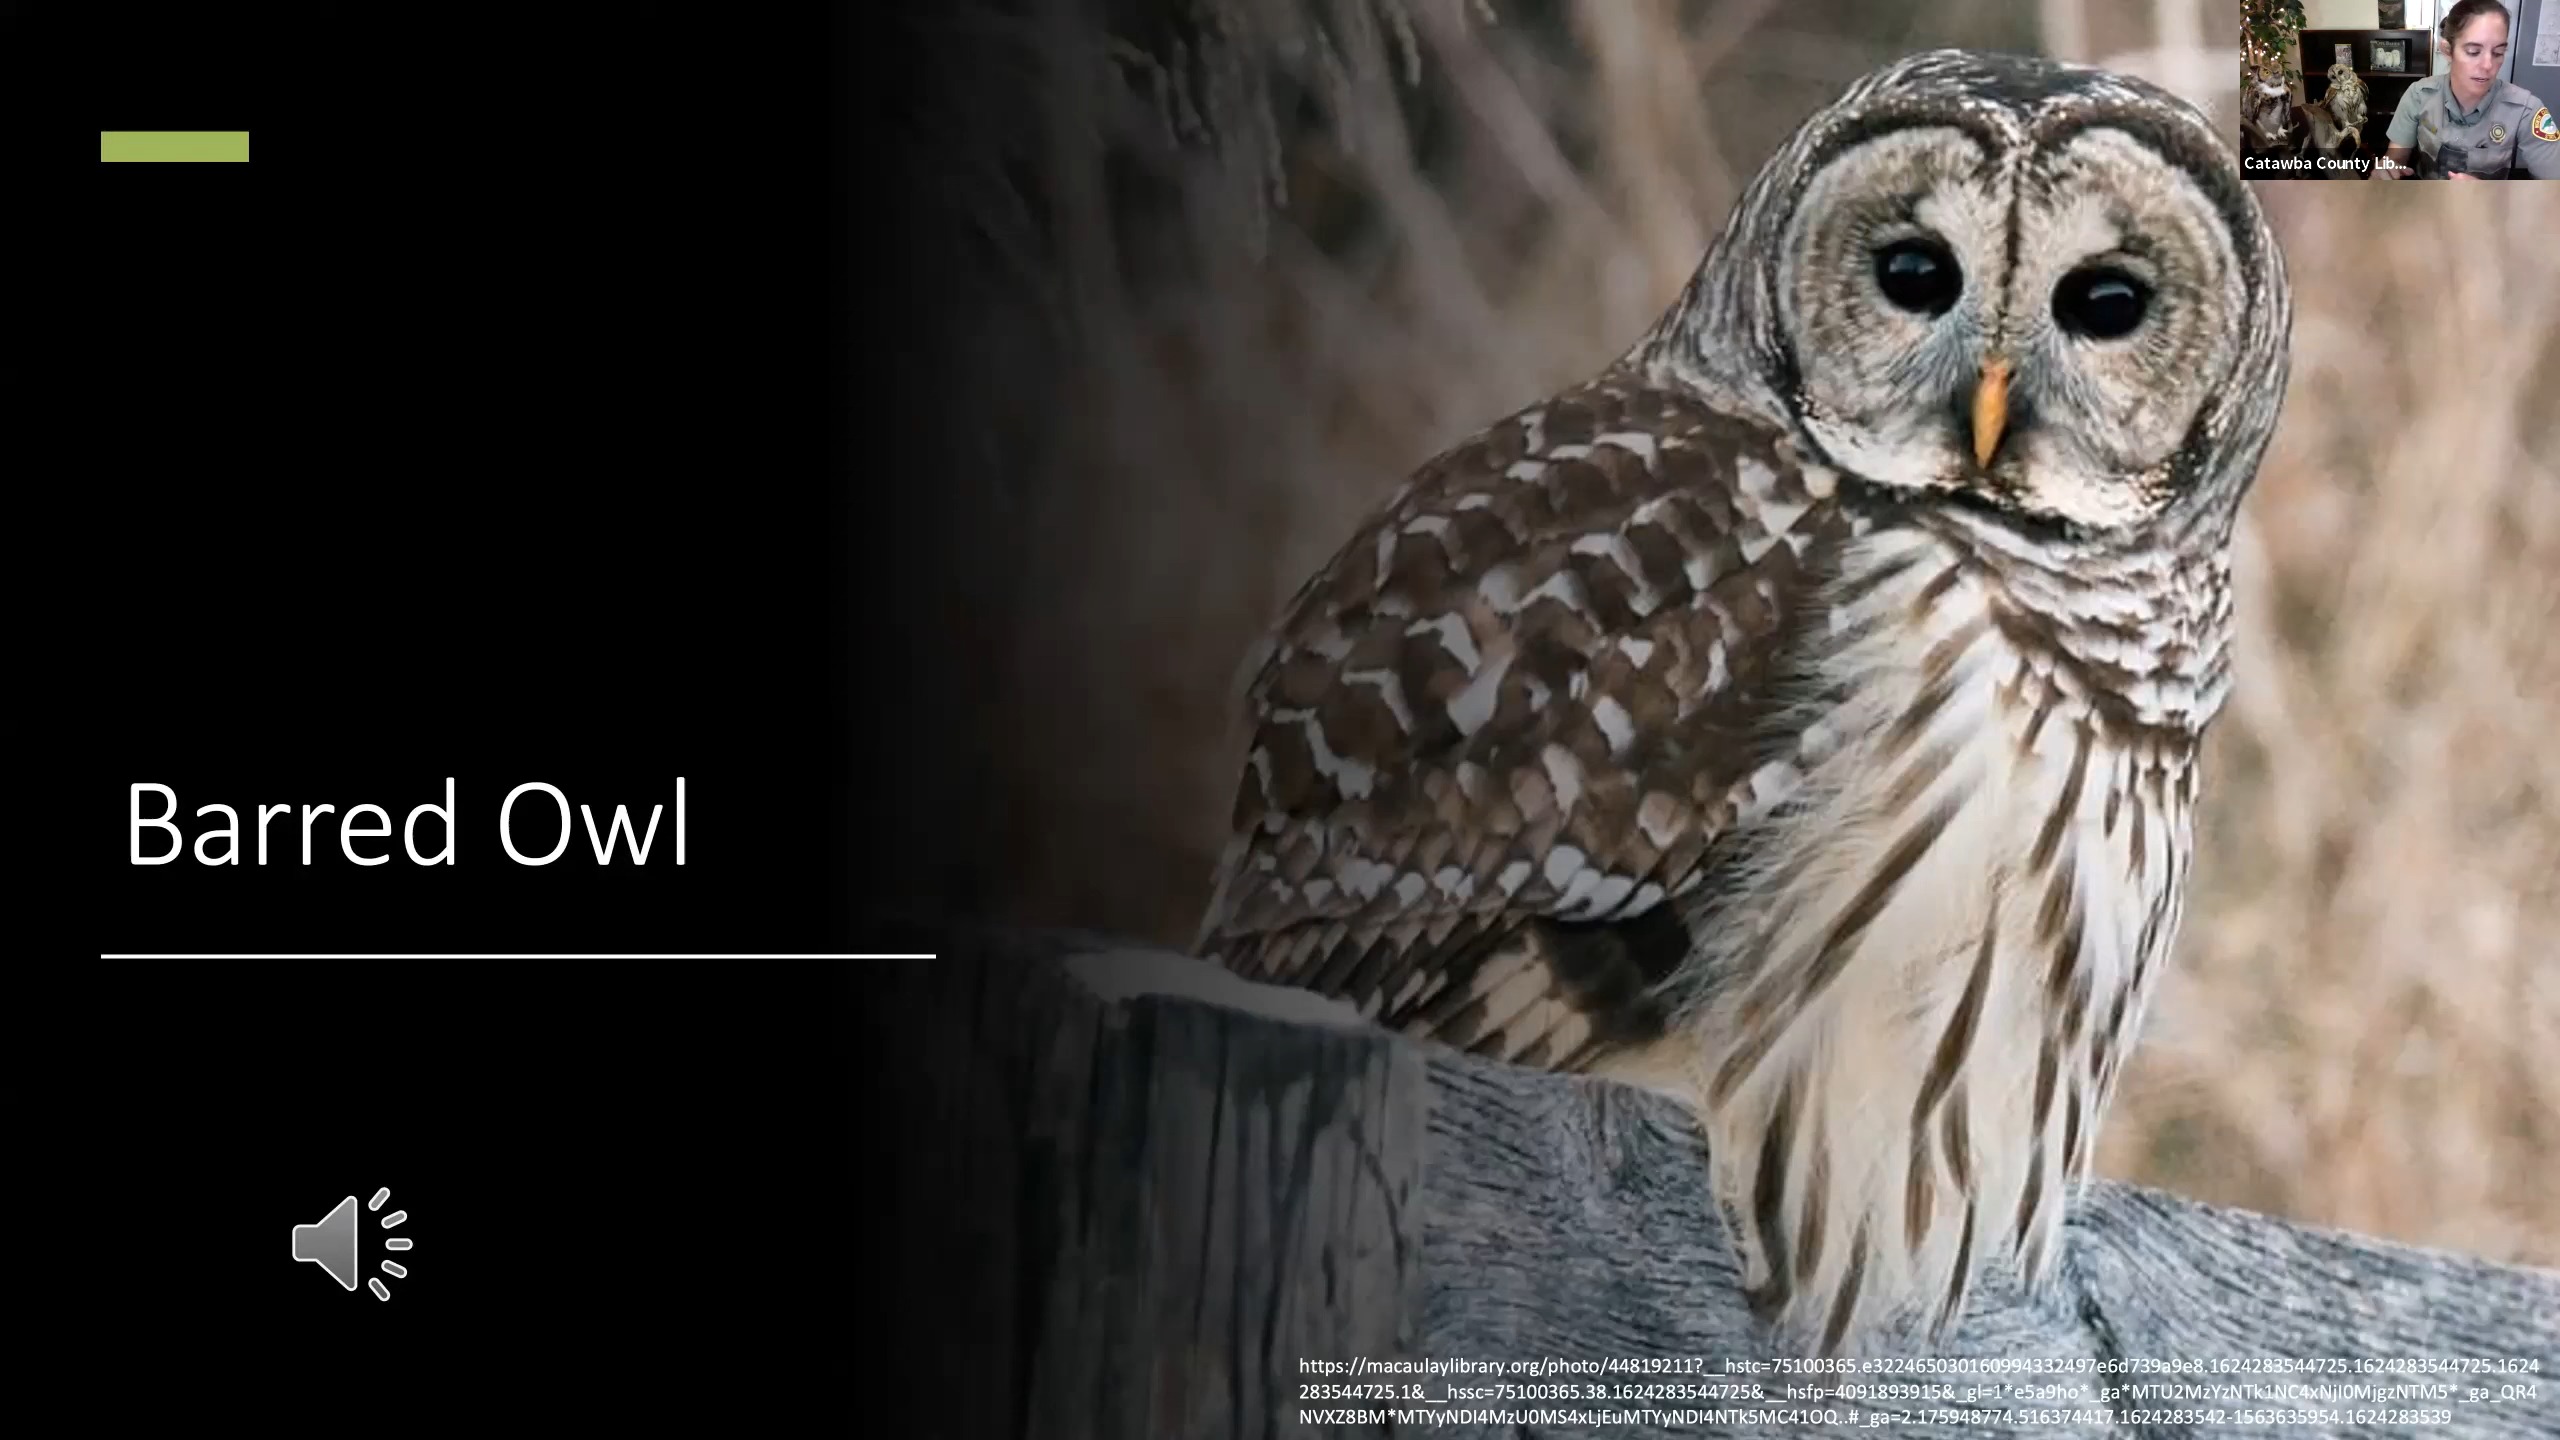 Catawba County Lib...
Barred Owl
https://macaulaylibrary.org/photo/44819211?__hstc=75100365.e322465030160994332497e6d739a9e8.1624283544725.1624283544725.1624
283544725.1&__hssc=75100365.38.1624283544725&__hsfp=4091893915&_gl=1*e5a9ho*_ga*MTU2MzYzNTk1NC4xNjI0MjgzNTM5*_ga_QR4
NVXZ8BM*MTYyNDI4MzU0MS4xLjEuMTYyNDI4NTk5MC41OQ..#_ga=2.175948774.516374417.1624283542-1563635954.1624283539